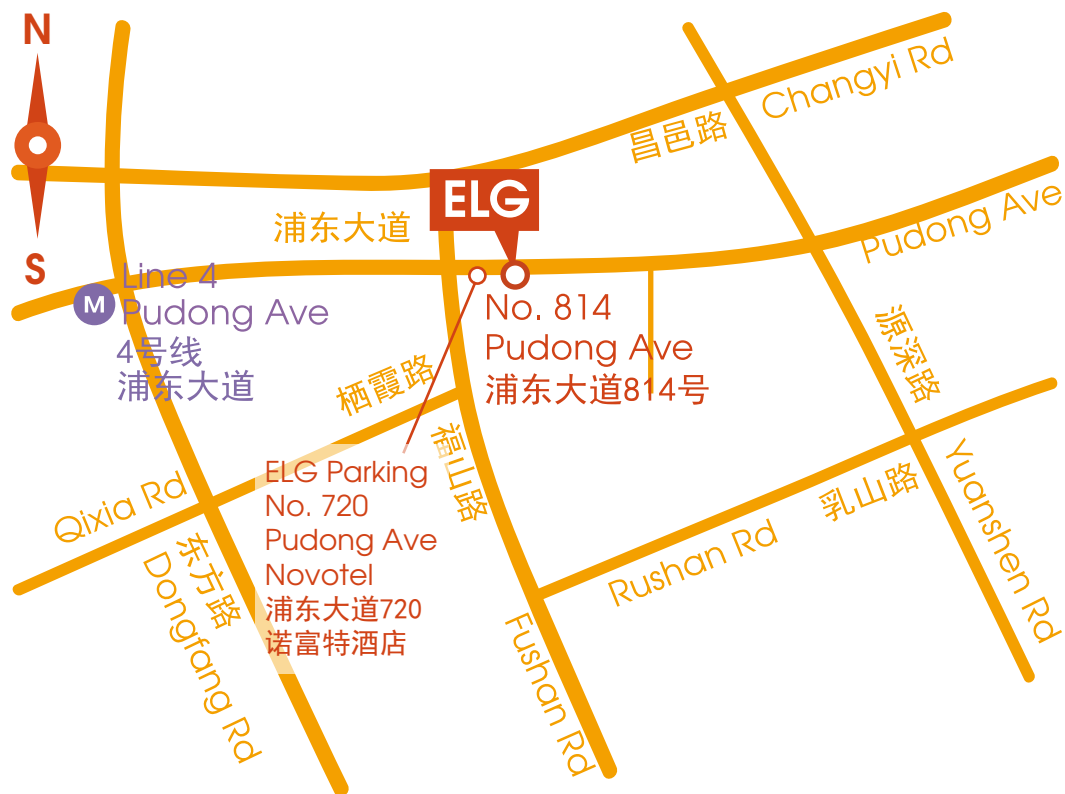 N
S
Changyi Rd
昌邑路
ELG
浦东大道
Pudong Ave
Line 4
Pudong Ave
4号线
浦东大道
M
No. 814
Pudong Ave
浦东大道814号
源深路
栖霞路
福山路
Qixia Rd
ELG Parking
No. 720
Pudong Ave
Novotel
浦东大道720
诺富特酒店
乳山路
Yuanshen Rd
Rushan Rd
东方路
Dongfang Rd
Fushan Rd